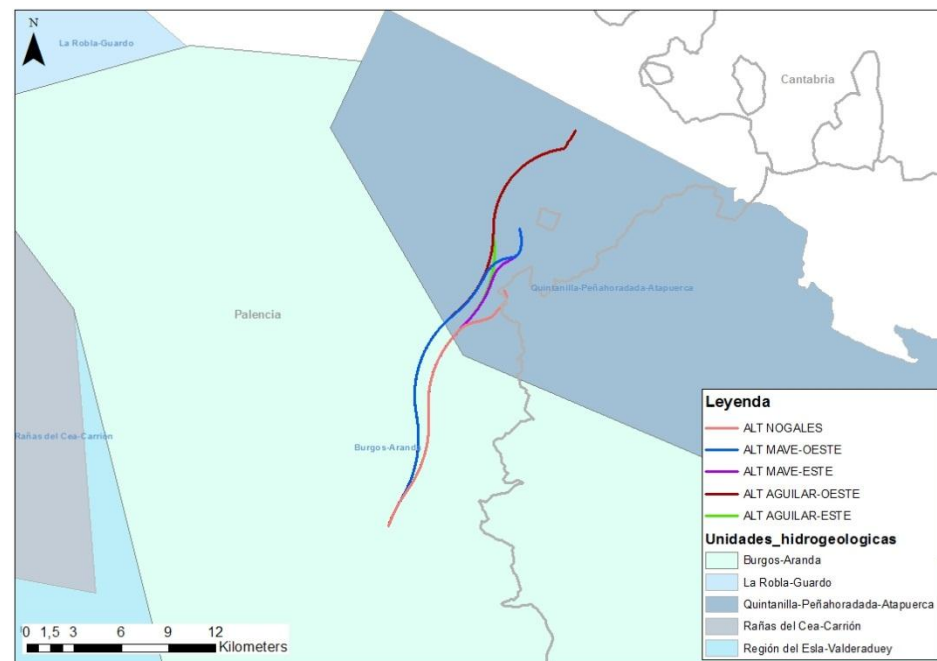 N
La Robla-Guardo
Cantabria
Quintanilla-Peñahoradada-Atapuerca
Palencia
Rañas del Cea-Carrión
Burgos-Aranda
Leyenda
ALT NOGALES
ALT MAVE-OESTE
ALT MAVE-ESTE
ALT AGUILAR-OESTE
ALT AGUILAR-ESTE
Unidades_hidrogeologicas
Burgos-Aranda
La Robla-Guardo
Quintanilla-Peñahoradada-Atapuerca
Rañas del Cea-Carrión
Región del Esla-Valderaduey
0 1,5 3 6 9 12
Kilometers